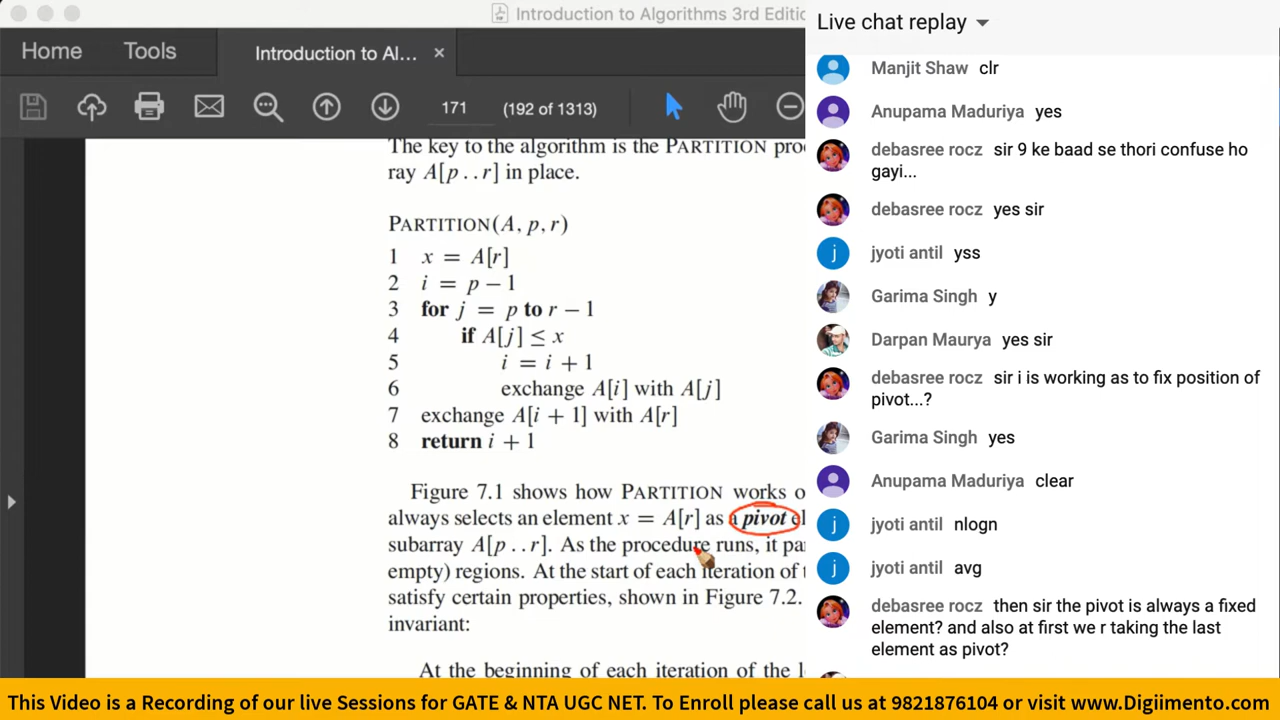 Introduction to Algorithms 3rd Editio
Home
Tools
Introduction to Al...
×
171
(192 of 1313)
The key to the algorithm is the PARTITION pro
ray A[p . . r] in place.
PARTITION(A, p, r)
1 x = A[r]
2 i = p − 1
3 for j = p to r − 1
4 if A[j] ≤ x
5 i = i + 1
6 exchange A[i] with A[j]
7 exchange A[i + 1] with A[r]
8 return i + 1
Figure 7.1 shows how PARTITION works o
always selects an element x = A[r] as a pivot el
subarray A[p . . r]. As the procedure runs, it pa
empty) regions. At the start of each iteration of t
satisfy certain properties, shown in Figure 7.2.
invariant:
At the beginning of each iteration of the l
Live chat replay
Manjit Shaw clr
Anupama Maduriya yes
debasree rocz sir 9 ke baad se thori confuse ho
gayi...
debasree rocz yes sir
j
jyoti antil yss
Garima Singh y
Darpan Maurya yes sir
debasree rocz sir i is working as to fix position of
pivot...?
Garima Singh yes
Anupama Maduriya clear
j
jyoti antil nlogn
j
jyoti antil avg
debasree rocz then sir the pivot is always a fixed
element? and also at first we r taking the last
element as pivot?
This Video is a Recording of our live Sessions for GATE & NTA UGC NET. To Enroll please call us at 9821876104 or visit www.Digiimento.com